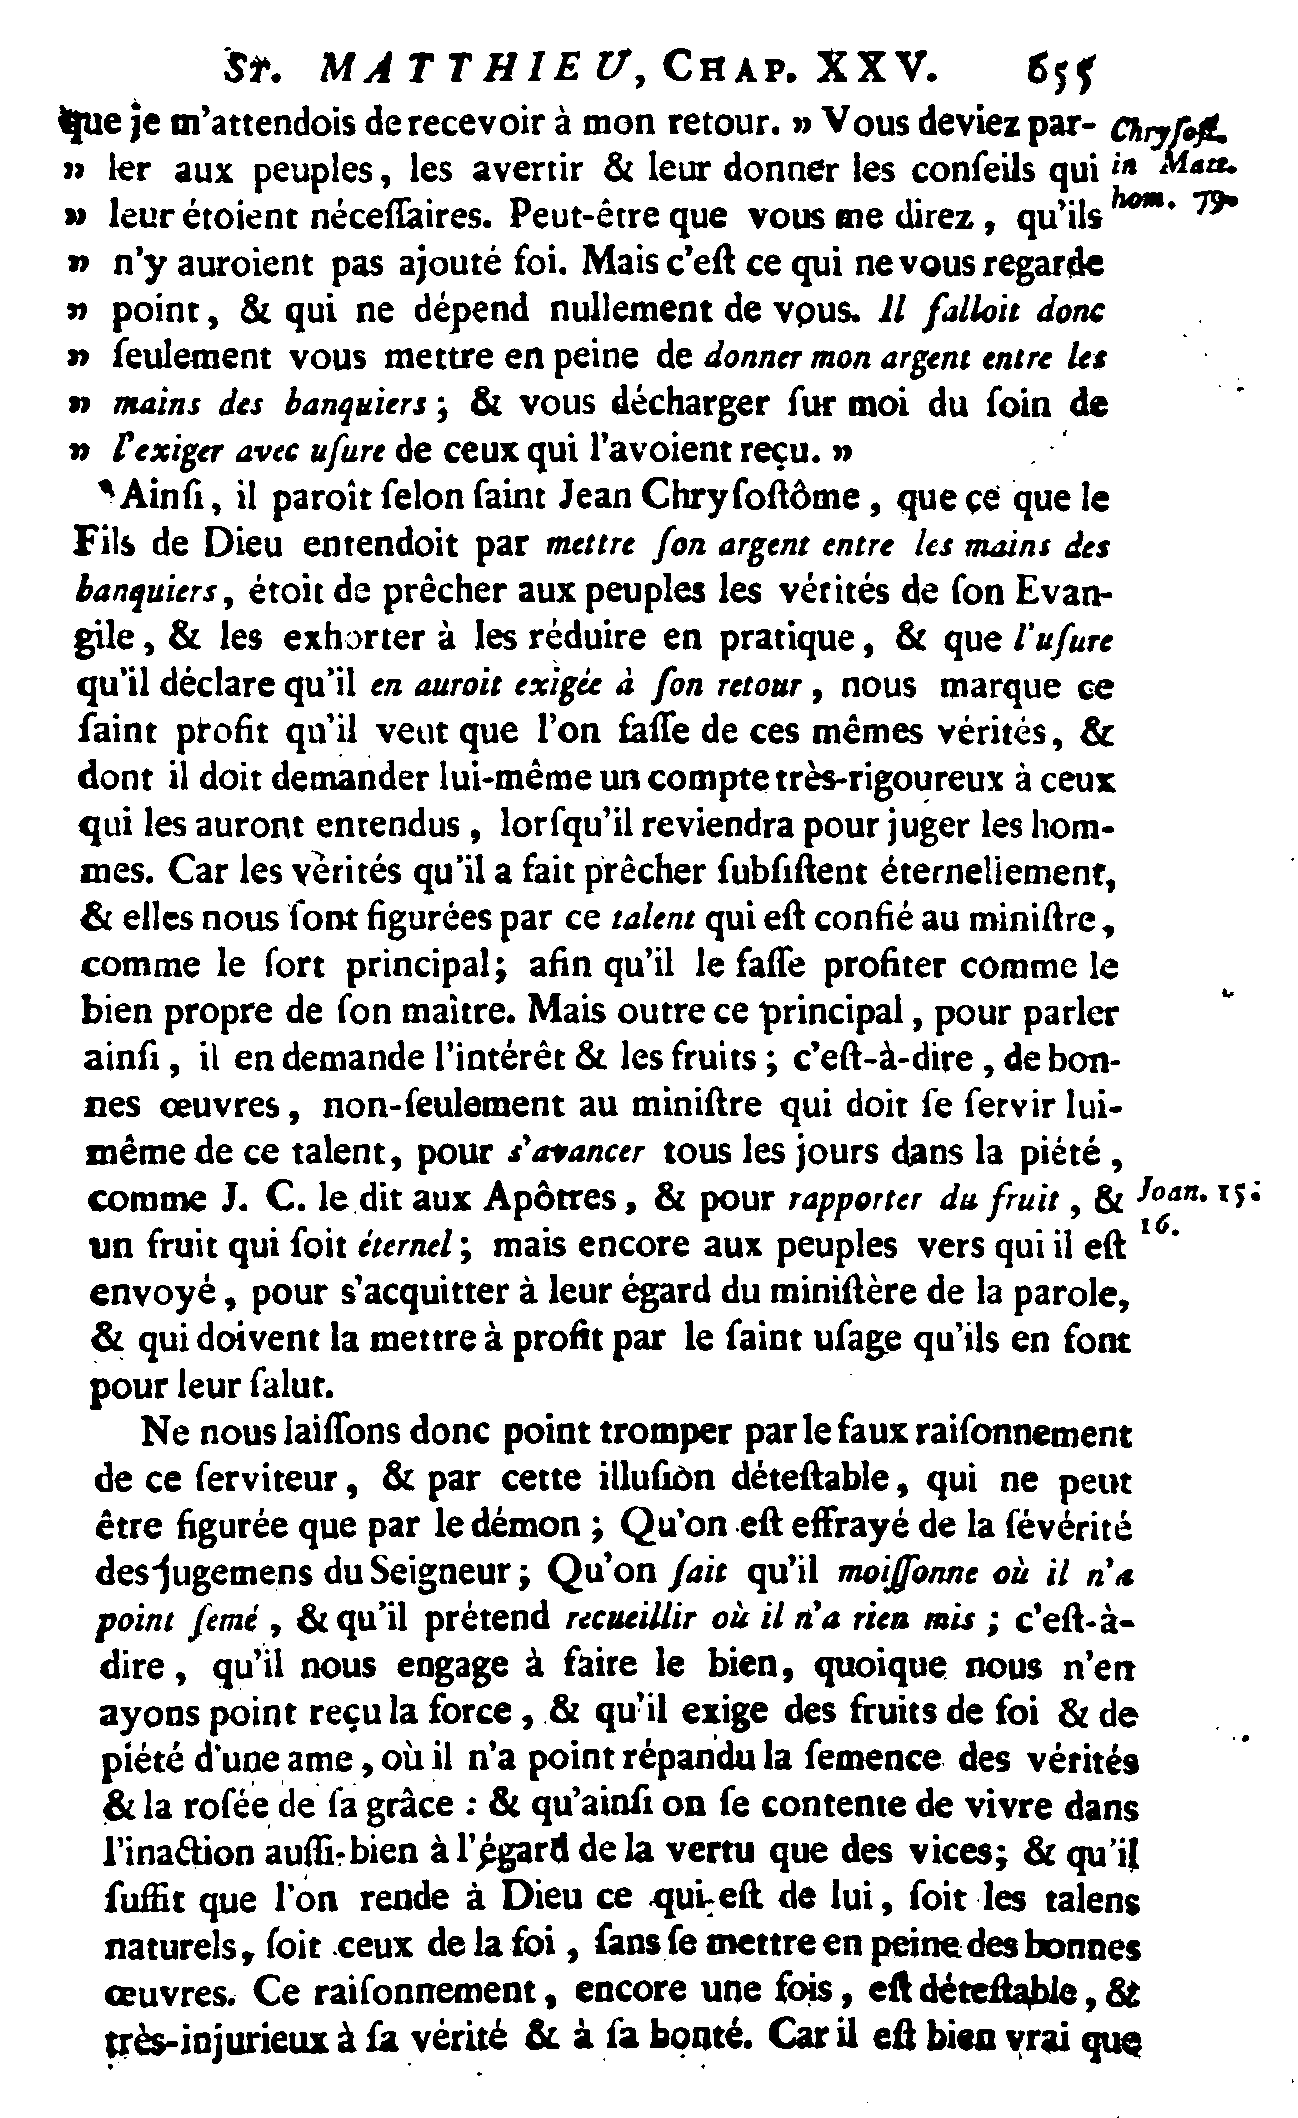 St. MATTHIEU, CHAP. XXV. 655
que je m'attendois de recevoir à mon retour. » Vous deviez par-
Chrysost.
» ler aux peuples, les avertir & leur donner les conſeils qui
in Matt.
» leur étoient néceſſaires. Peut-être que vous me direz, qu'ils
hom. 79.
» n'y auroient pas ajouté foi. Mais c'eſt ce qui ne vous regarde
» point, & qui ne dépend nullement de vous. Il falloit donc
» ſeulement vous mettre en peine de donner mon argent entre les
» mains des banquiers; & vous décharger ſur moi du ſoin de
» l'exiger avec uſure de ceux qui l'avoient reçu. »
Ainſi, il paroît ſelon ſaint Jean Chryſoſtôme, que ce que le
Fils de Dieu entendoit par mettre ſon argent entre les mains des
banquiers, étoit de prêcher aux peuples les vérités de ſon Evan-
gile, & les exhorter à les réduire en pratique, & que l'uſure
qu'il déclare qu'il en auroit exigée à ſon retour, nous marque ce
ſaint profit qu'il veut que l'on faſſe de ces mêmes vérités, &
dont il doit demander lui-même un compte très-rigoureux à ceux
qui les auront entendus, lorſqu'il reviendra pour juger les hom-
mes. Car les vérités qu'il a fait prêcher ſubſiſtent éternellement,
& elles nous ſont figurées par ce talent qui eſt confié au miniſtre,
comme le ſort principal; afin qu'il le faſſe profiter comme le
bien propre de ſon maître. Mais outre ce principal, pour parler
ainſi, il en demande l'intérêt & les fruits; c'eſt-à-dire, de bon-
nes œuvres, non-ſeulement au miniſtre qui doit ſe ſervir lui-
même de ce talent, pour s'avancer tous les jours dans la piété,
comme J. C. le dit aux Apôtres, & pour rapporter du fruit, &
Joan. 15.
un fruit qui ſoit éternel; mais encore aux peuples vers qui il eſt
16.
envoyé, pour s'acquitter à leur égard du miniſtère de la parole,
& qui doivent la mettre à profit par le ſaint uſage qu'ils en font
pour leur ſalut.
Ne nous laiſſons donc point tromper par le faux raiſonnement
de ce ſerviteur, & par cette illuſion déteſtable, qui ne peut
être figurée que par le démon; Qu'on eſt effrayé de la ſévérité
des jugemens du Seigneur; Qu'on ſait qu'il moiſſonne où il n'a
point ſemé, & qu'il prétend recueillir où il n'a rien mis; c'eſt-à-
dire, qu'il nous engage à faire le bien, quoique nous n'en
ayons point reçu la force, & qu'il exige des fruits de foi & de
piété d'une ame, où il n'a point répandu la ſemence des vérités
& la roſée de ſa grâce : & qu'ainſi on ſe contente de vivre dans
l'inaction auſſi-bien à l'égard de la vertu que des vices; & qu'il
ſuffit que l'on rende à Dieu ce qui eſt de lui, ſoit les talens
naturels, ſoit ceux de la foi, ſans ſe mettre en peine des bonnes
œuvres. Ce raiſonnement, encore une fois, eſt déteſtable, &
très-injurieux à ſa vérité & à ſa bonté. Car il eſt bien vrai que